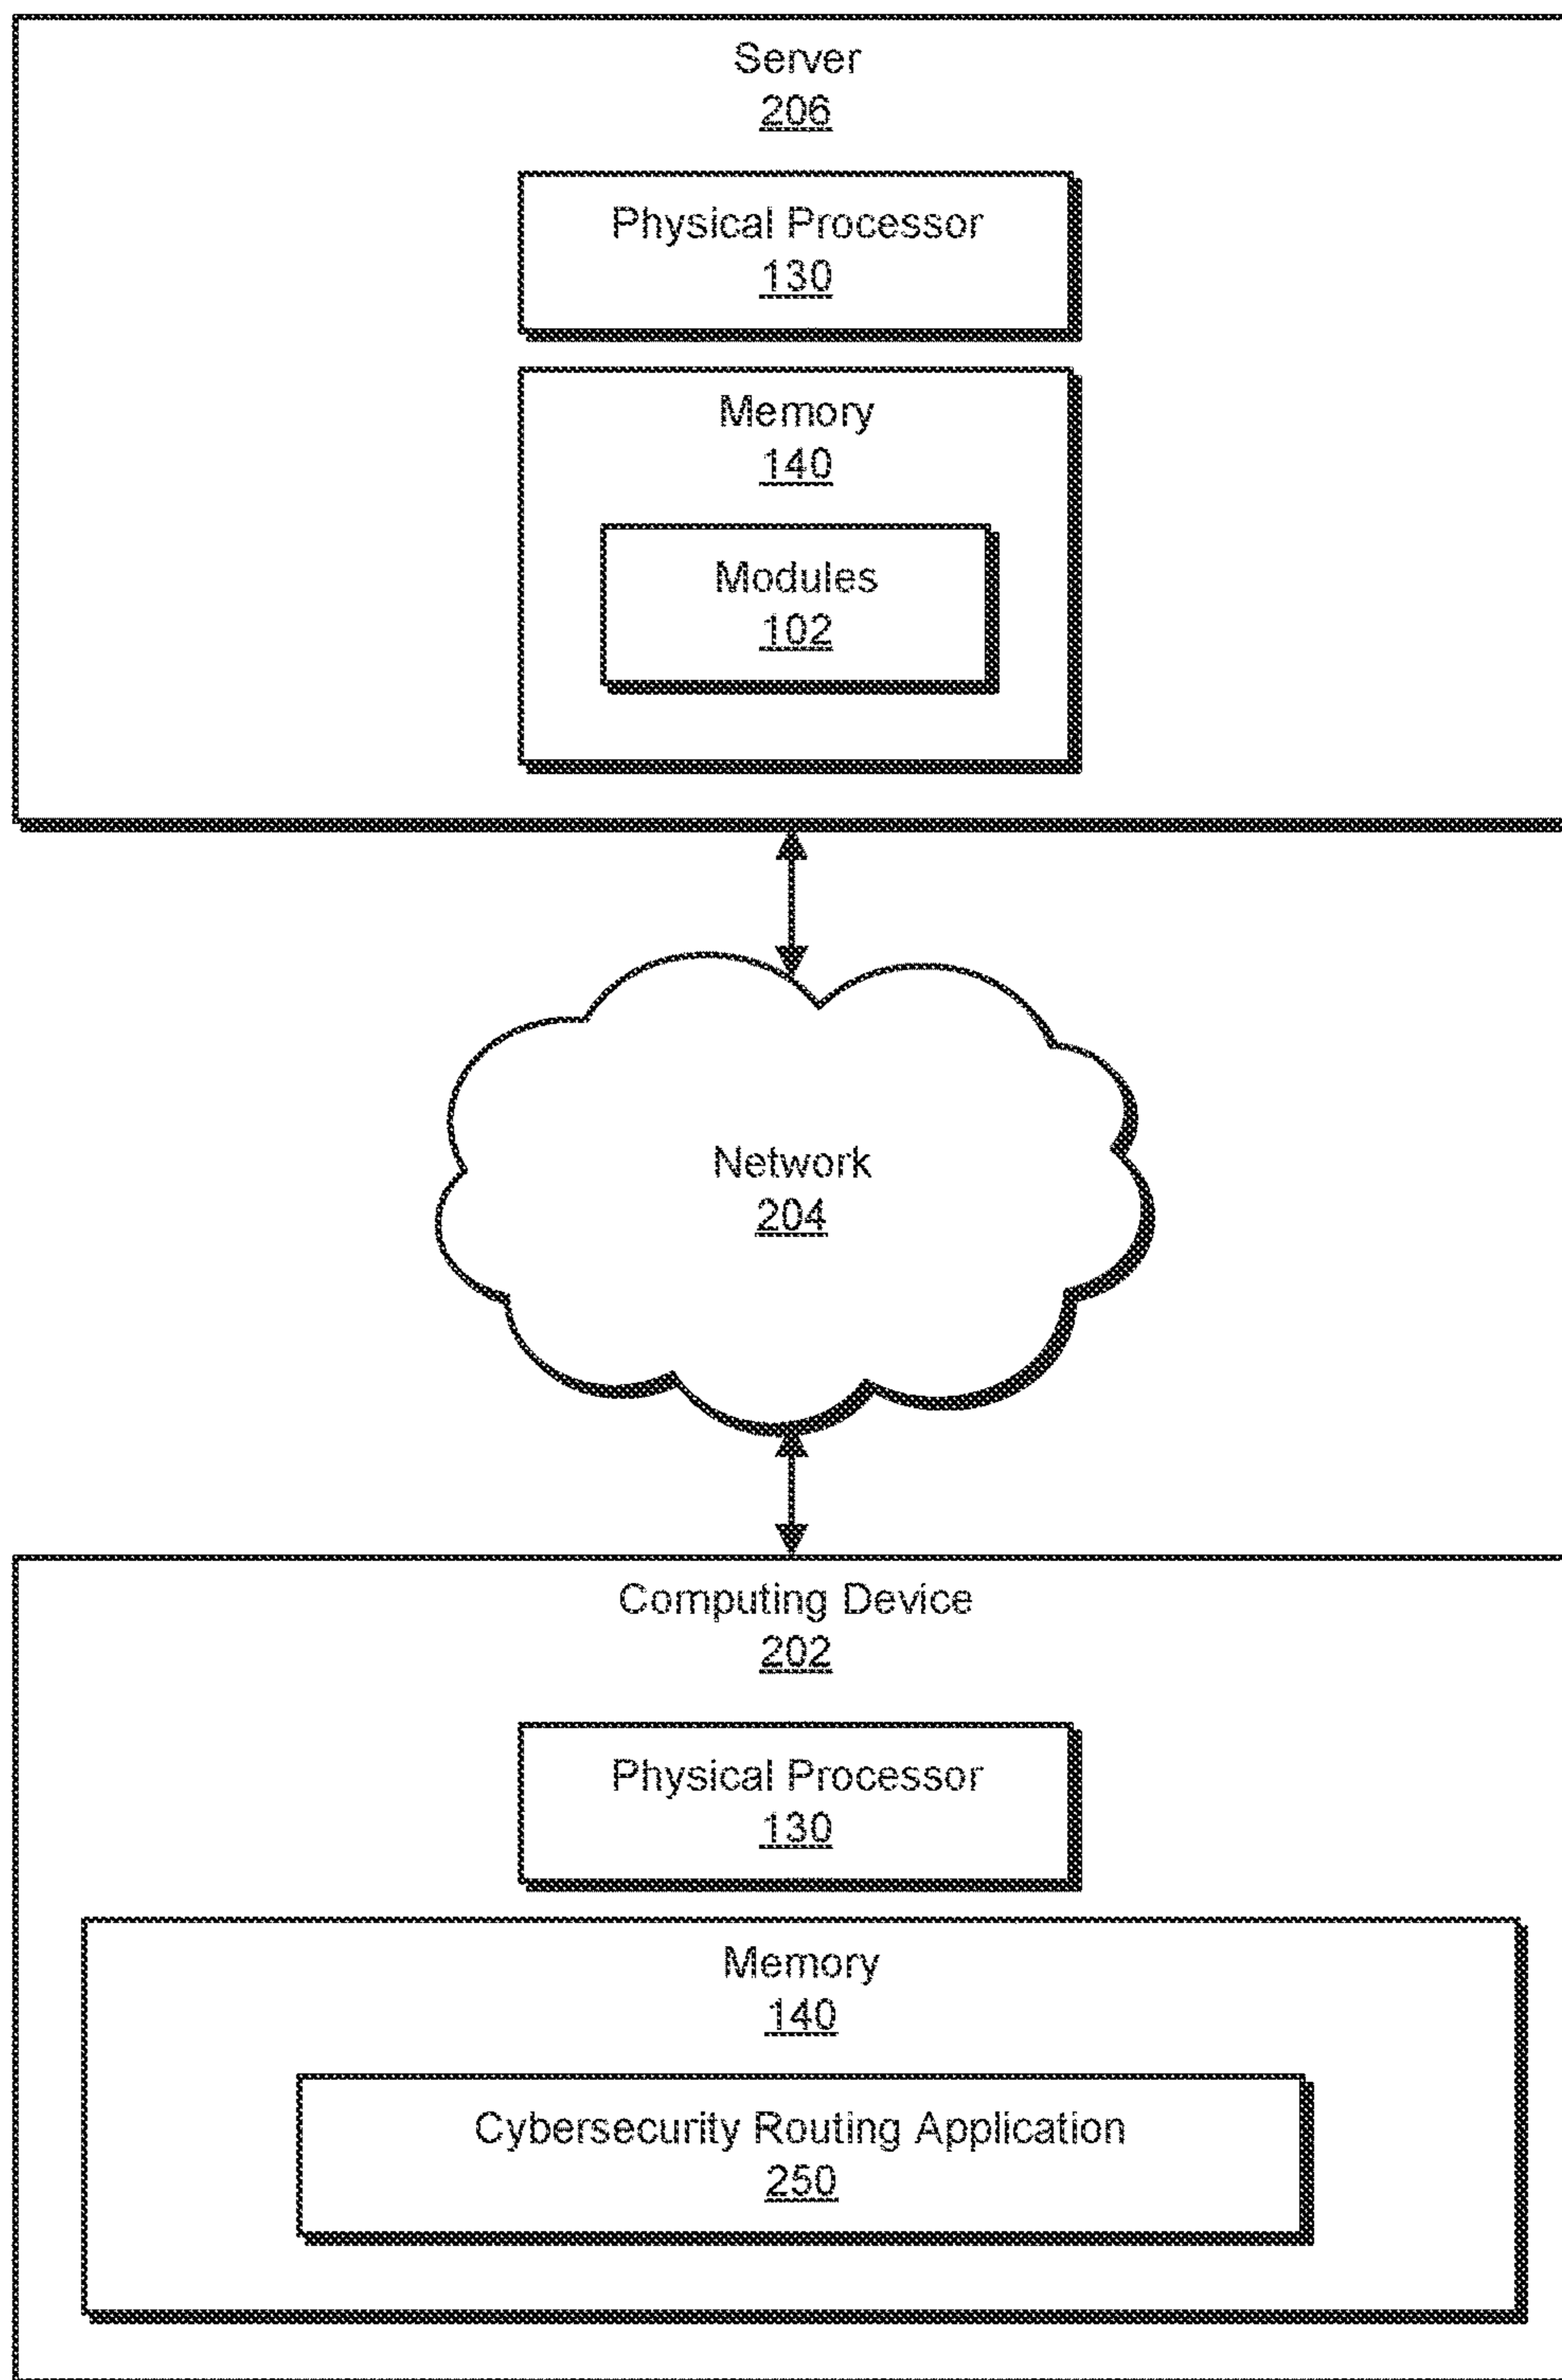 Server
206
Physical Processor
130
Memory
140
Modules
102
Network
204
Computing Device
202
Physical Processor
130
Memory
140
Cybersecurity Routing Application
250